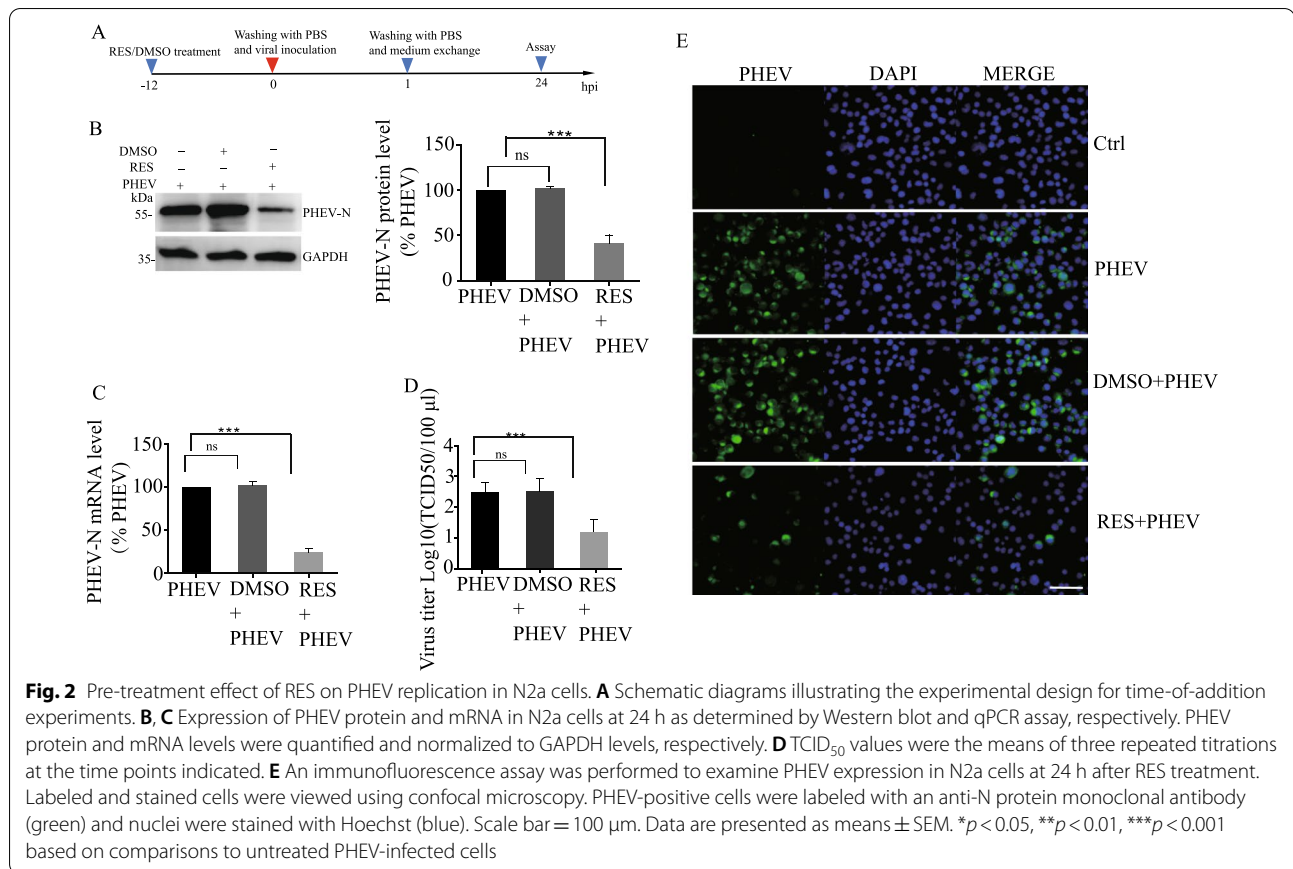 A
RES/DMSO treatment
Washing with PBS
and viral inoculation
Washing with PBS
and medium exchange
Assay
-12
0
1
24
hpi
B
DMSO – + –
RES – – +
PHEV + + +
kDa
55-
PHEV-N
35-
GAPDH
PHEV-N protein level
(% PHEV)
150
100
50
0
***
ns
PHEV
DMSO
+
PHEV
RES
+
PHEV
C
PHEV-N mRNA level
(% PHEV)
150
100
50
0
***
ns
PHEV
DMSO
+
PHEV
RES
+
PHEV
D
Virus titer Log10(TCID50/100 µl)
4
3
2
1
0
***
ns
PHEV
DMSO
+
PHEV
RES
+
PHEV
E
PHEV DAPI MERGE
Ctrl
PHEV
DMSO+PHEV
RES+PHEV
Fig. 2 Pre-treatment effect of RES on PHEV replication in N2a cells. A Schematic diagrams illustrating the experimental design for time-of-addition
experiments. B, C Expression of PHEV protein and mRNA in N2a cells at 24 h as determined by Western blot and qPCR assay, respectively. PHEV
protein and mRNA levels were quantified and normalized to GAPDH levels, respectively. D TCID50 values were the means of three repeated titrations
at the time points indicated. E An immunofluorescence assay was performed to examine PHEV expression in N2a cells at 24 h after RES treatment.
Labeled and stained cells were viewed using confocal microscopy. PHEV-positive cells were labeled with an anti-N protein monoclonal antibody
(green) and nuclei were stained with Hoechst (blue). Scale bar = 100 μm. Data are presented as means ± SEM. *p < 0.05, **p < 0.01, ***p < 0.001
based on comparisons to untreated PHEV-infected cells